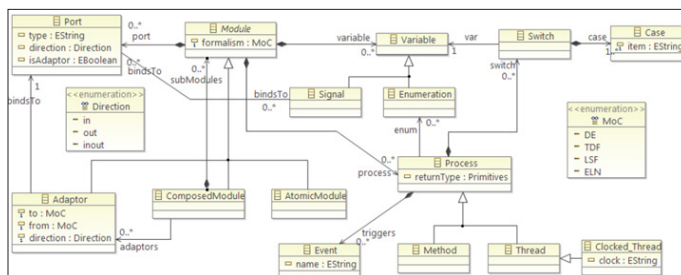 Port
type : EString
direction : Direction
isAdaptor : EBoolean
0..*
port
Module
formalism : MoC
variable
0..*
Variable
var
1
Switch
case
1..*
Case
item : EString
0..*
bindsTo
0..*
subModules
bindsTo
0..*
Signal
Enumeration
switch
0..*
1
bindsTo
<<enumeration>>
Direction
in
out
inout
enum
0..*
<<enumeration>>
MoC
DE
TDF
LSF
ELN
0..*
process
Process
returnType : Primitives
Adaptor
to : MoC
from : MoC
direction : Direction
ComposedModule
AtomicModule
0..*
adaptors
triggers
0..*
Event
name : EString
Method
Thread
Clocked_Thread
clock : EString